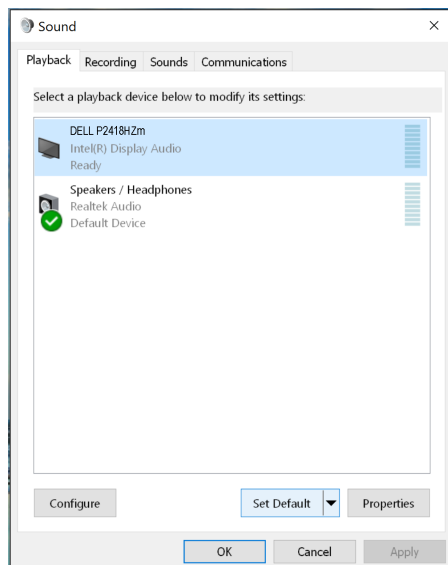 Sound
Playback Recording Sounds Communications
Select a playback device below to modify its settings:
DELL P2418HZm
Intel(R) Display Audio
Ready
Speakers / Headphones
Realtek Audio
Default Device
Configure Set Default Properties
OK Cancel Apply